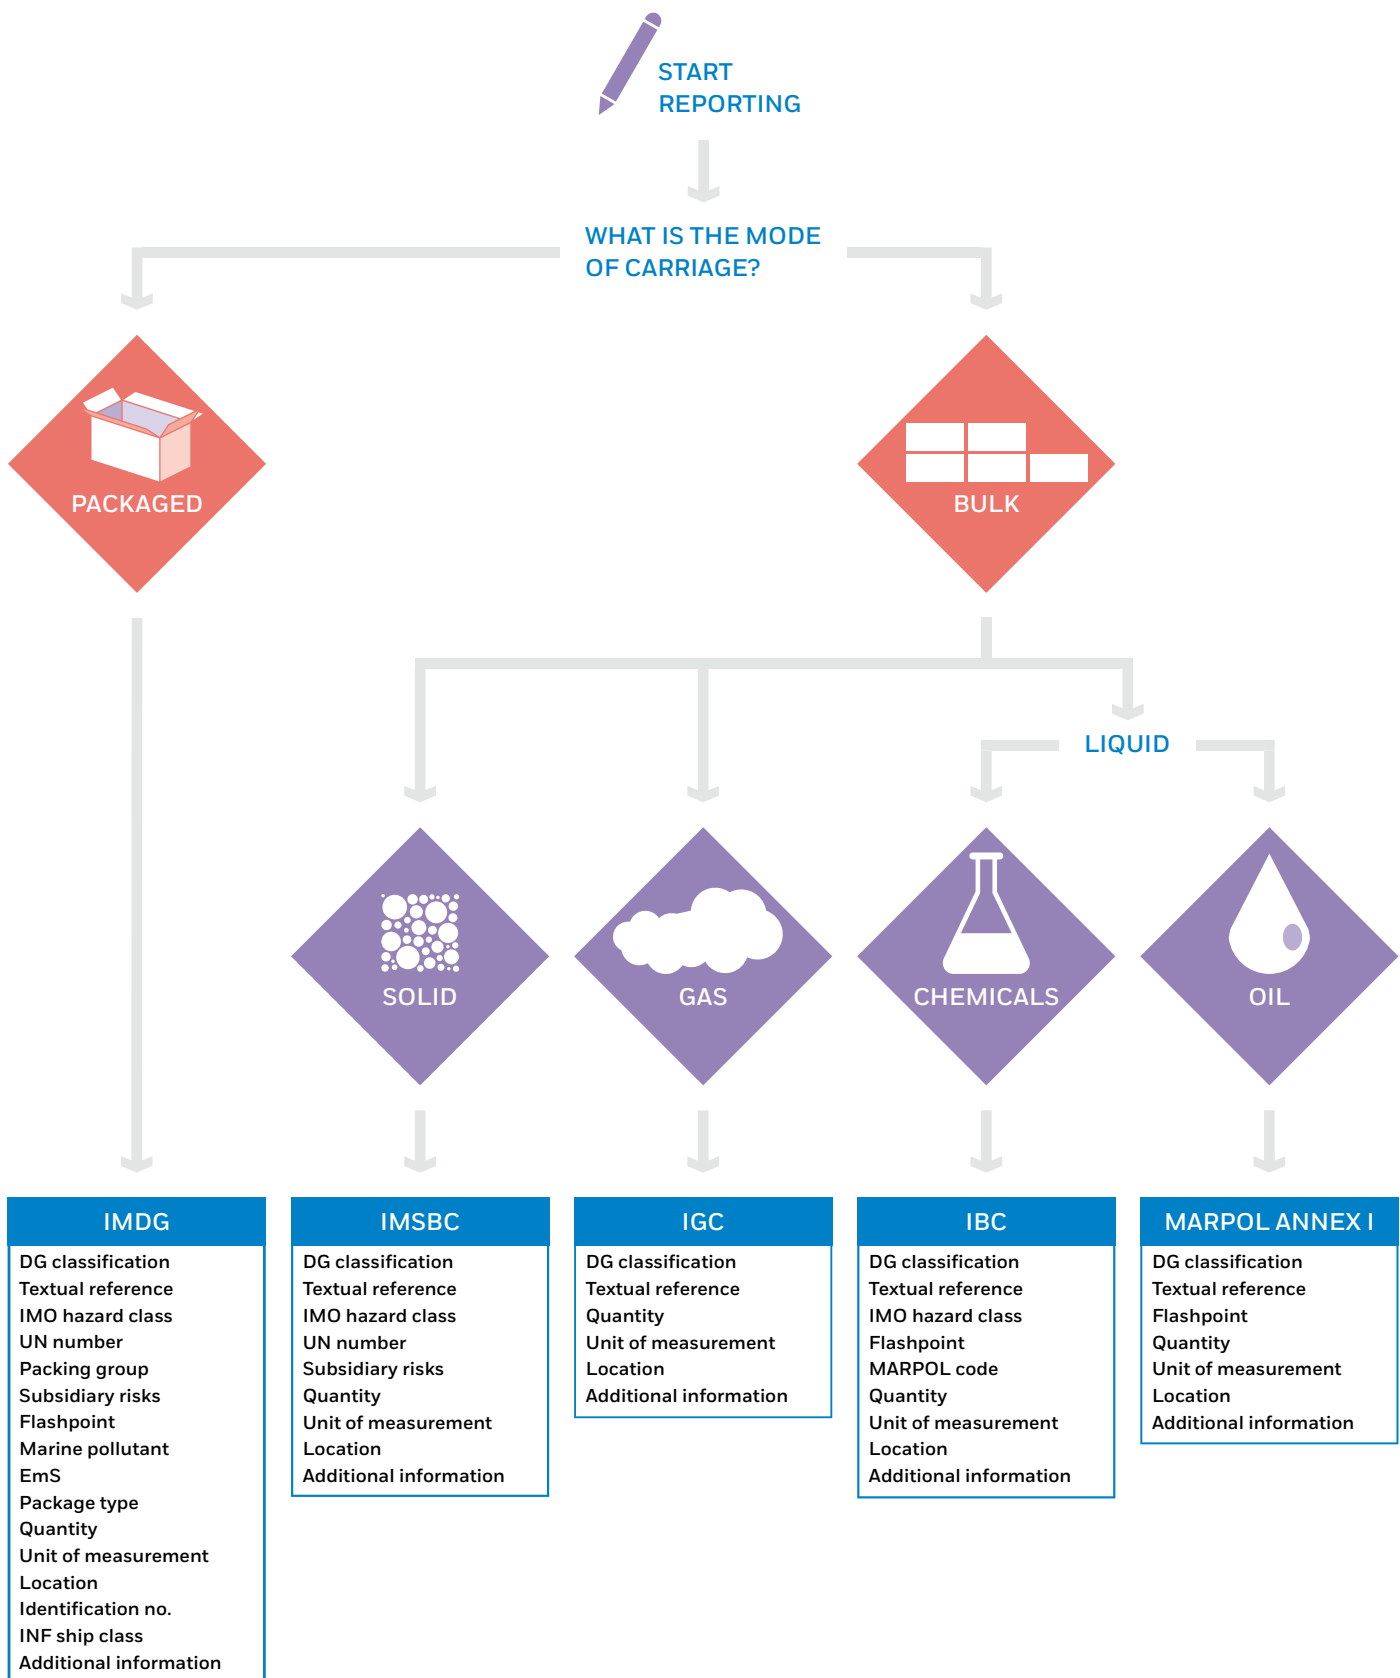 START
REPORTING
WHAT IS THE MODE
OF CARRIAGE?
PACKAGED
BULK
LIQUID
SOLID
GAS
CHEMICALS
OIL
IMDG
DG classification
Textual reference
IMO hazard class
UN number
Packing group
Subsidiary risks
Flashpoint
Marine pollutant
EmS
Package type
Quantity
Unit of measurement
Location
Identification no.
INF ship class
Additional information
IMSBC
DG classification
Textual reference
IMO hazard class
UN number
Subsidiary risks
Quantity
Unit of measurement
Location
Additional information
IGC
DG classification
Textual reference
Quantity
Unit of measurement
Location
Additional information
IBC
DG classification
Textual reference
IMO hazard class
Flashpoint
MARPOL code
Quantity
Unit of measurement
Location
Additional information
MARPOL ANNEX I
DG classification
Textual reference
Flashpoint
Quantity
Unit of measurement
Location
Additional information